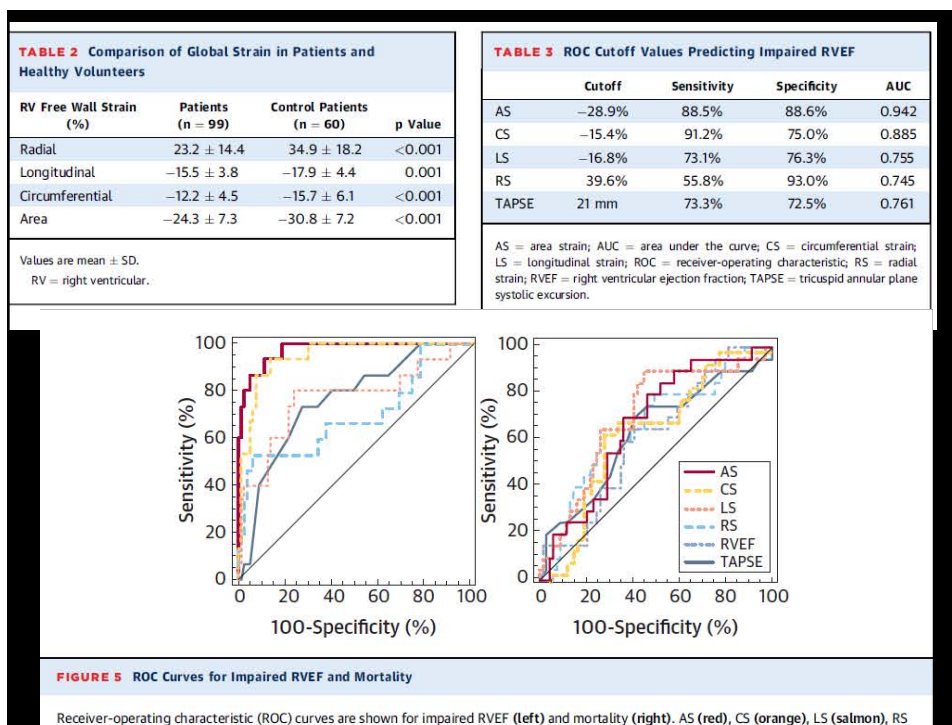 TABLE 2 Comparison of Global Strain in Patients and
Healthy Volunteers
RV Free Wall Strain Patients Control Patients
(%) (n = 99) (n = 60) p Value
Radial 23.2 ± 14.4 34.9 ± 18.2 <0.001
Longitudinal −15.5 ± 3.8 −17.9 ± 4.4 0.001
Circumferential −12.2 ± 4.5 −15.7 ± 6.1 <0.001
Area −24.3 ± 7.3 −30.8 ± 7.2 <0.001
Values are mean ± SD.
RV = right ventricular.
TABLE 3 ROC Cutoff Values Predicting Impaired RVEF
Cutoff Sensitivity Specificity AUC
AS −28.9% 88.5% 88.6% 0.942
CS −15.4% 91.2% 75.0% 0.885
LS −16.8% 73.1% 76.3% 0.755
RS 39.6% 55.8% 93.0% 0.745
TAPSE 21 mm 73.3% 72.5% 0.761
AS = area strain; AUC = area under the curve; CS = circumferential strain;
LS = longitudinal strain; ROC = receiver-operating characteristic; RS = radial
strain; RVEF = right ventricular ejection fraction; TAPSE = tricuspid annular plane
systolic excursion.
Sensitivity (%)
100
80
60
40
20
0
0 20 40 60 80 100
100-Specificity (%)
Sensitivity (%)
100
80
60
40
20
0
AS
CS
LS
RS
RVEF
TAPSE
0 20 40 60 80 100
100-Specificity (%)
FIGURE 5 ROC Curves for Impaired RVEF and Mortality
Receiver-operating characteristic (ROC) curves are shown for impaired RVEF (left) and mortality (right). AS (red), CS (orange), LS (salmon), RS